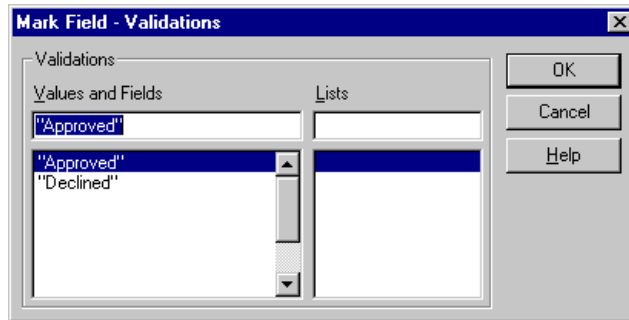 Mark Field - Validations
Validations
Values and Fields
Lists
"Approved"
"Approved"
"Declined"
OK
Cancel
Help